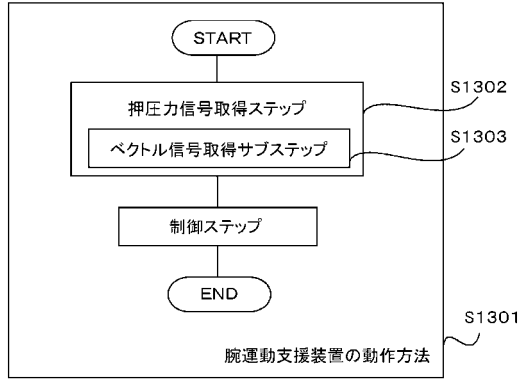 START
押圧力信号取得ステップ
S1302
ベクトル信号取得サブステップ
S1303
制御ステップ
END
S1301
腕運動支援装置の動作方法